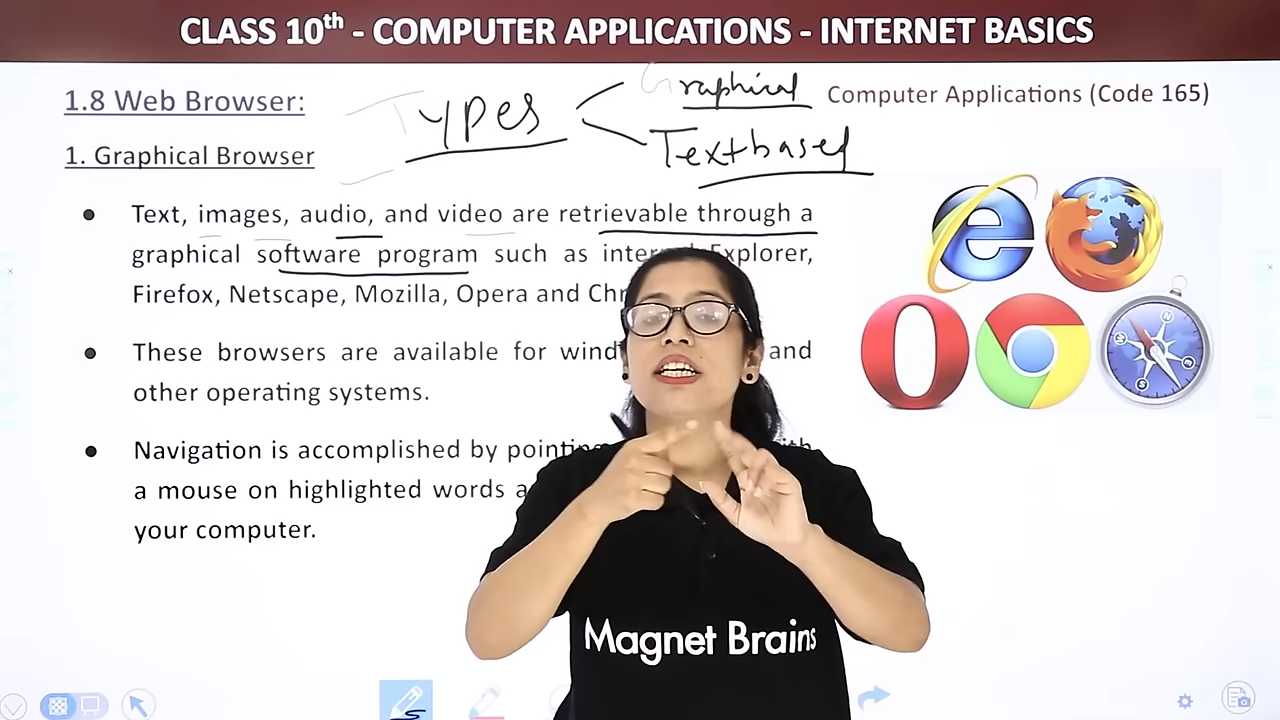 CLASS 10th - COMPUTER APPLICATIONS - INTERNET BASICS
1.8 Web Browser:
Types
Graphical
Textbased
Computer Applications (Code 165)
1. Graphical Browser
● Text, images, audio, and video are retrievable through a
graphical software program such as Explorer,
Firefox, Netscape, Mozilla, Opera and
● These browsers are available for and
other operating systems.
● Navigation is accomplished by
a mouse on highlighted words
your computer.
Magnet Brains